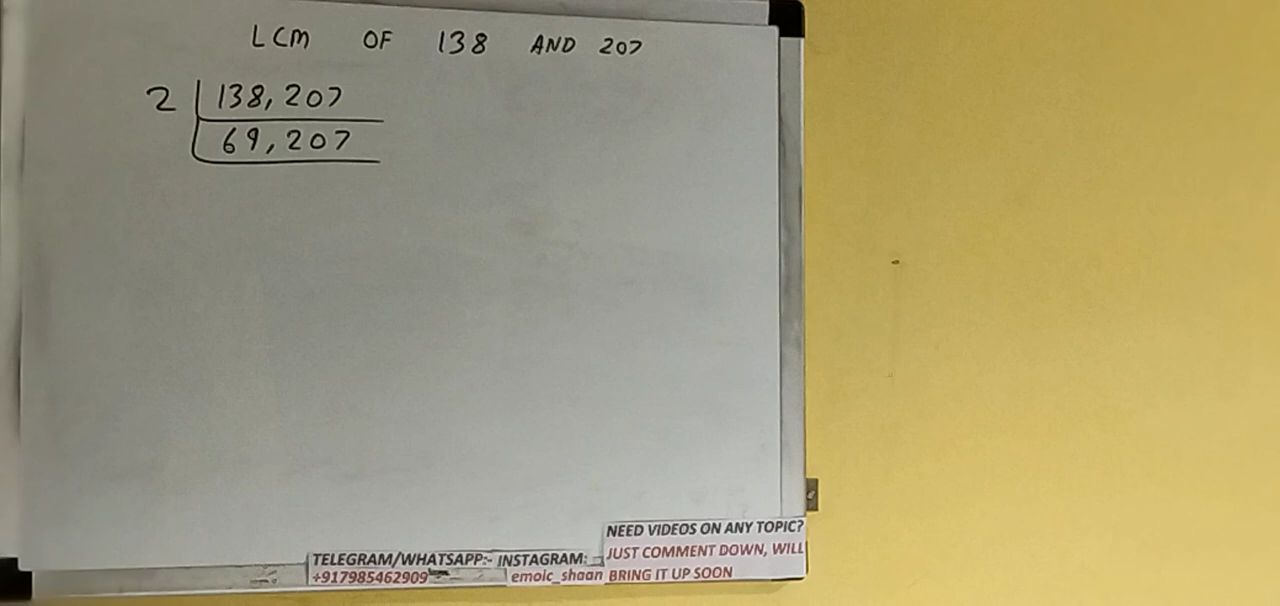 LCM OF 138 AND 207
2 138, 207
69, 207
NEED VIDEOS ON ANY TOPIC?
JUST COMMENT DOWN, WILL
BRING IT UP SOON
TELEGRAM/WHATSAPP:-
+917985462909
INSTAGRAM:
emoic_shaan